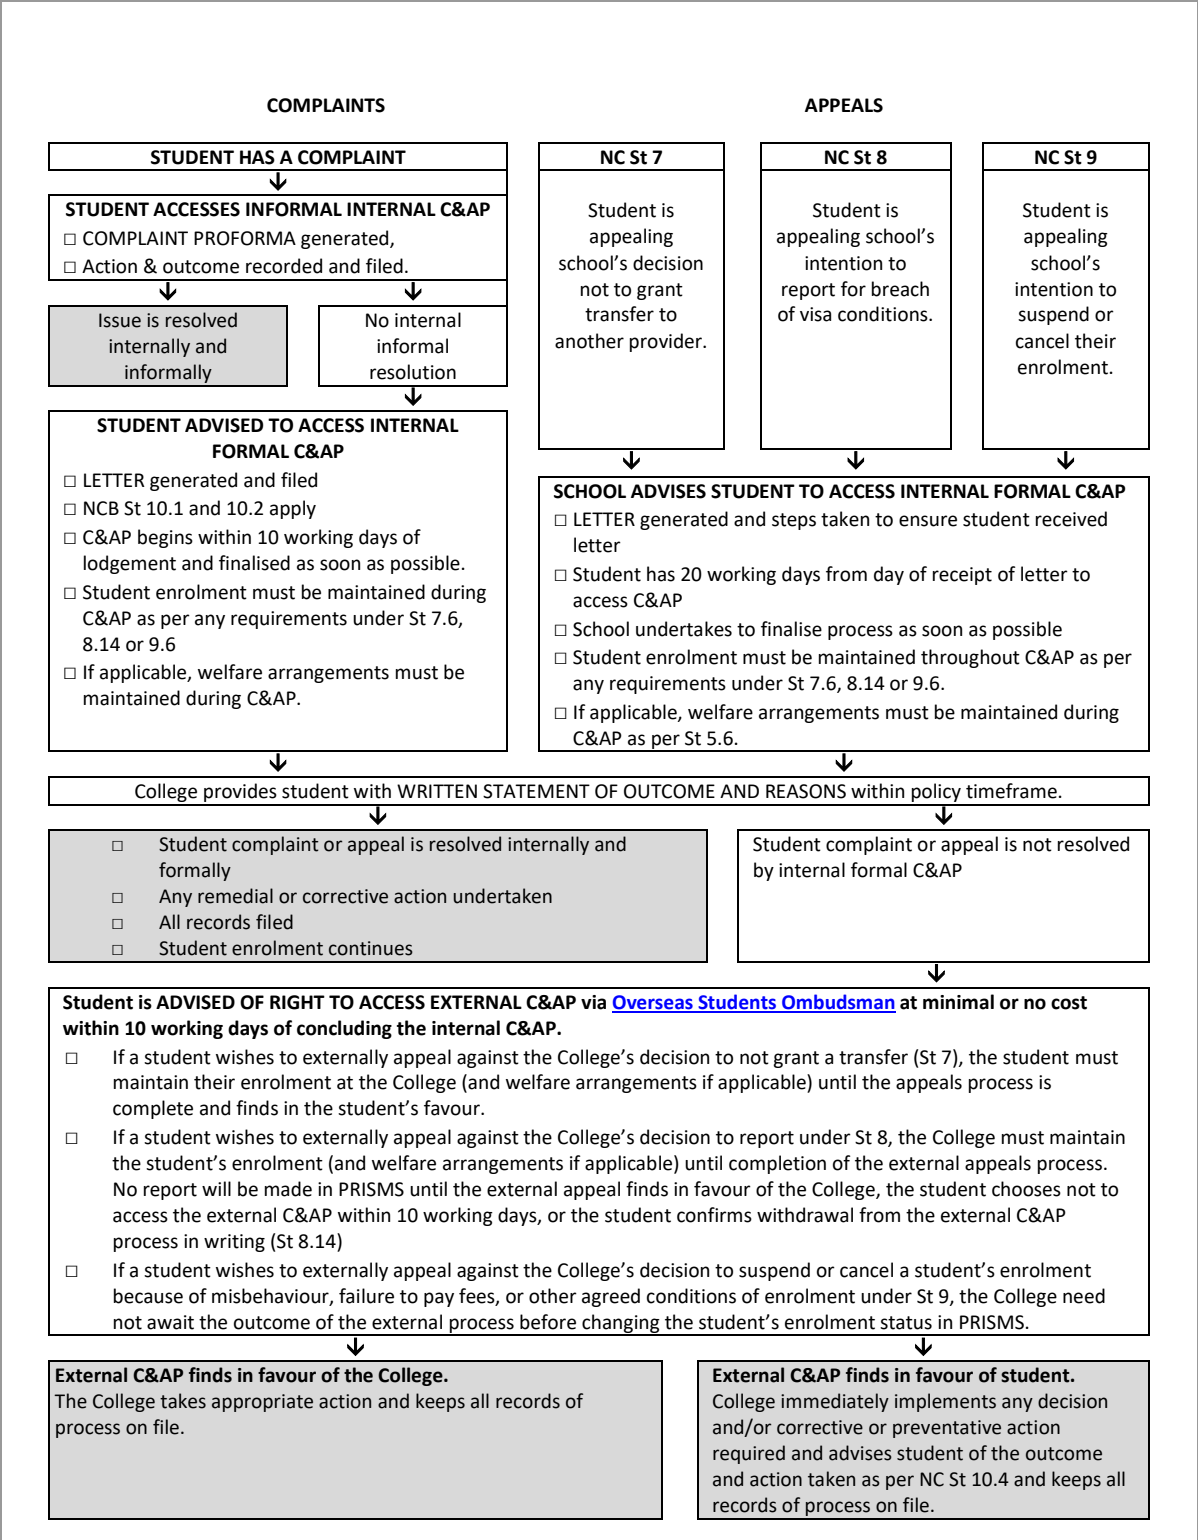 COMPLAINTS
APPEALS
STUDENT HAS A COMPLAINT
STUDENT ACCESSES INFORMAL INTERNAL C&AP
□ COMPLAINT PROFORMA generated,
□ Action & outcome recorded and filed.
Issue is resolved
internally and
informally
No internal
informal
resolution
STUDENT ADVISED TO ACCESS INTERNAL
FORMAL C&AP
□ LETTER generated and filed
□ NCB St 10.1 and 10.2 apply
□ C&AP begins within 10 working days of
lodgement and finalised as soon as possible.
□ Student enrolment must be maintained during
C&AP as per any requirements under St 7.6,
8.14 or 9.6
□ If applicable, welfare arrangements must be
maintained during C&AP.
NC St 7
Student is
appealing
school’s decision
not to grant
transfer to
another provider.
NC St 8
Student is
appealing school’s
intention to
report for breach
of visa conditions.
NC St 9
Student is
appealing
school’s
intention to
suspend or
cancel their
enrolment.
SCHOOL ADVISES STUDENT TO ACCESS INTERNAL FORMAL C&AP
□ LETTER generated and steps taken to ensure student received
letter
□ Student has 20 working days from day of receipt of letter to
access C&AP
□ School undertakes to finalise process as soon as possible
□ Student enrolment must be maintained throughout C&AP as per
any requirements under St 7.6, 8.14 or 9.6.
□ If applicable, welfare arrangements must be maintained during
C&AP as per St 5.6.
College provides student with WRITTEN STATEMENT OF OUTCOME AND REASONS within policy timeframe.
□ Student complaint or appeal is resolved internally and
formally
□ Any remedial or corrective action undertaken
□ All records filed
□ Student enrolment continues
Student complaint or appeal is not resolved
by internal formal C&AP
Student is ADVISED OF RIGHT TO ACCESS EXTERNAL C&AP via Overseas Students Ombudsman at minimal or no cost
within 10 working days of concluding the internal C&AP.
□ If a student wishes to externally appeal against the College’s decision to not grant a transfer (St 7), the student must
maintain their enrolment at the College (and welfare arrangements if applicable) until the appeals process is
complete and finds in the student’s favour.
□ If a student wishes to externally appeal against the College’s decision to report under St 8, the College must maintain
the student’s enrolment (and welfare arrangements if applicable) until completion of the external appeals process.
No report will be made in PRISMS until the external appeal finds in favour of the College, the student chooses not to
access the external C&AP within 10 working days, or the student confirms withdrawal from the external C&AP
process in writing (St 8.14)
□ If a student wishes to externally appeal against the College’s decision to suspend or cancel a student’s enrolment
because of misbehaviour, failure to pay fees, or other agreed conditions of enrolment under St 9, the College need
not await the outcome of the external process before changing the student’s enrolment status in PRISMS.
External C&AP finds in favour of the College.
The College takes appropriate action and keeps all records of
process on file.
External C&AP finds in favour of student.
College immediately implements any decision
and/or corrective or preventative action
required and advises student of the outcome
and action taken as per NC St 10.4 and keeps all
records of process on file.